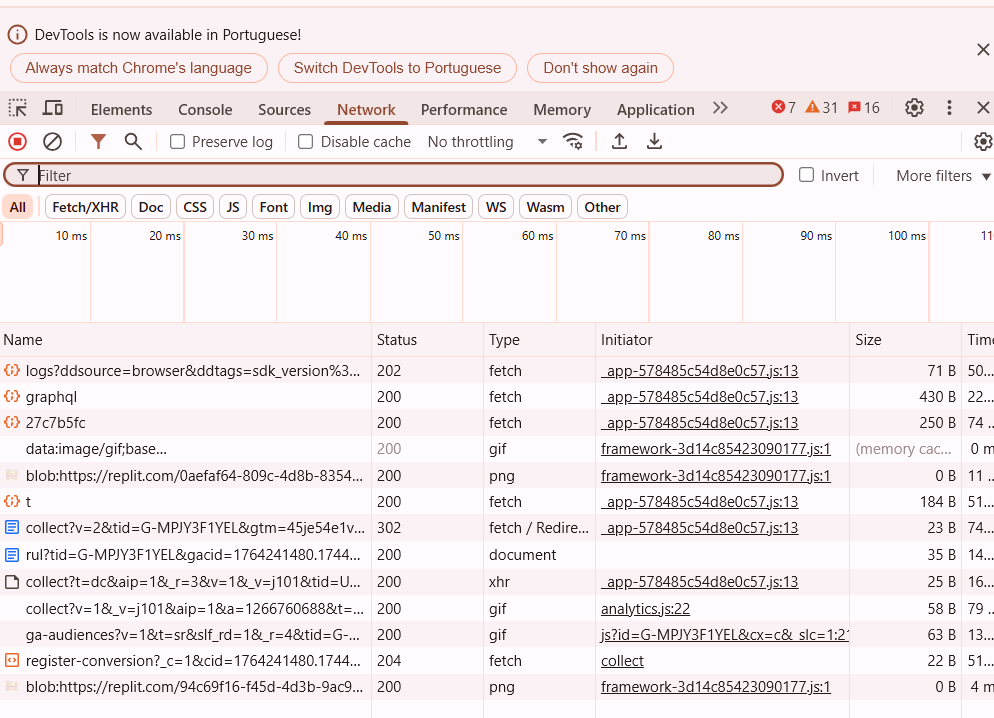 DevTools is now available in Portuguese!
Always match Chrome's language Switch DevTools to Portuguese Don't show again
Elements Console Sources Network Performance Memory Application 7 31 16
Preserve log Disable cache No throttling
Filter Invert More filters
All Fetch/XHR Doc CSS JS Font Img Media Manifest WS Wasm Other
10 ms 20 ms 30 ms 40 ms 50 ms 60 ms 70 ms 80 ms 90 ms 100 ms 11
Name Status Type Initiator Size Time
logs?ddsource=browser&ddtags=sdk_version%3... 202 fetch _app-578485c54d8e0c57.js:13 71 B 50...
graphql 200 fetch _app-578485c54d8e0c57.js:13 430 B 22...
27c7b5fc 200 fetch _app-578485c54d8e0c57.js:13 250 B 74 ...
data:image/gif;base... 200 gif framework-3d14c85423090177.js:1 (memory cac... 0 m
blob:https://replit.com/0aefaf64-809c-4d8b-8354... 200 png framework-3d14c85423090177.js:1 0 B 11 ...
t 200 fetch _app-578485c54d8e0c57.js:13 184 B 51...
collect?v=2&tid=G-MPJY3F1YEL&gtm=45je54e1v... 302 fetch / Redire... _app-578485c54d8e0c57.js:13 23 B 74...
rul?tid=G-MPJY3F1YEL&gacid=1764241480.1744... 200 document 35 B 14...
collect?t=dc&aip=1&_r=3&v=1&_v=j101&tid=U... 200 xhr _app-578485c54d8e0c57.js:13 25 B 16...
collect?v=1&_v=j101&aip=1&a=1266760688&t=... 200 gif analytics.js:22 58 B 79 ...
ga-audiences?v=1&t=sr&slf_rd=1&_r=4&tid=G-... 200 gif js?id=G-MPJY3F1YEL&cx=c&_slc=1:21 63 B 13...
register-conversion?_c=1&cid=1764241480.1744... 204 fetch collect 22 B 51...
blob:https://replit.com/94c69f16-f45d-4d3b-9ac9... 200 png framework-3d14c85423090177.js:1 0 B 4 m